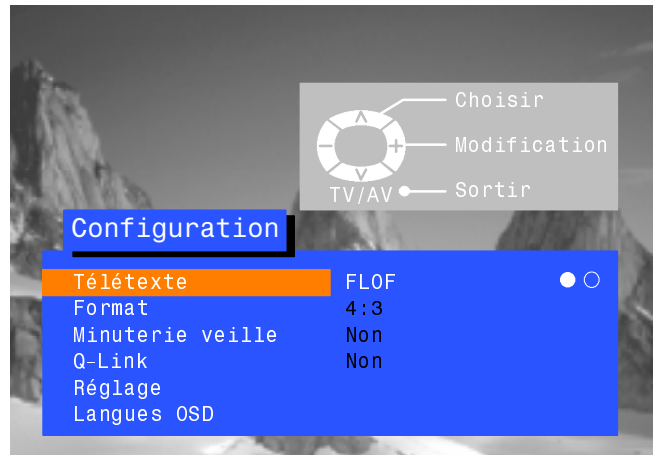 Choisir
Modification
TV/AV Sortir
Configuration
Télétexte FLOF
Format 4:3
Minuterie veille Non
Q-Link Non
Réglage
Langues OSD